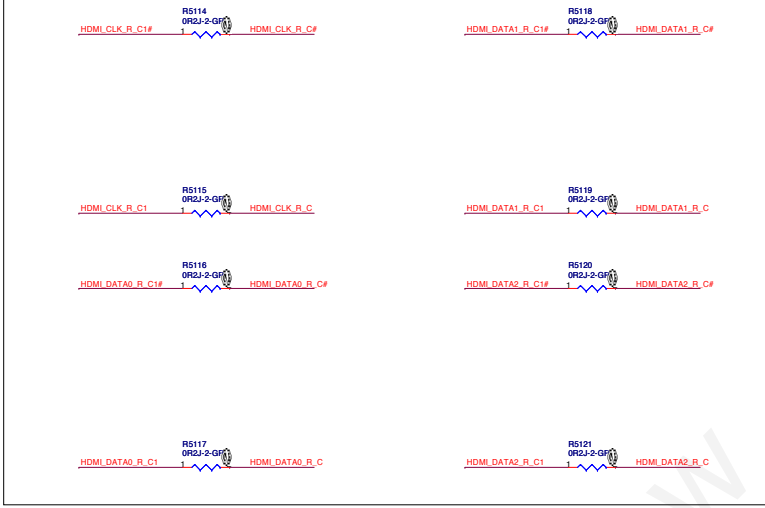 R5114
0R2J-2-GP
HDMI_CLK_R_C1# 1 HDMI_CLK_R_C#
R5118
0R2J-2-GP
HDMI_DATA1_R_C1# 1 HDMI_DATA1_R_C#
R5115
0R2J-2-GP
HDMI_CLK_R_C1 1 HDMI_CLK_R_C
R5119
0R2J-2-GP
HDMI_DATA1_R_C1 1 HDMI_DATA1_R_C
R5116
0R2J-2-GP
HDMI_DATA0_R_C1# 1 HDMI_DATA0_R_C#
R5120
0R2J-2-GP
HDMI_DATA2_R_C1# 1 HDMI_DATA2_R_C#
R5117
0R2J-2-GP
HDMI_DATA0_R_C1 1 HDMI_DATA0_R_C
R5121
0R2J-2-GP
HDMI_DATA2_R_C1 1 HDMI_DATA2_R_C